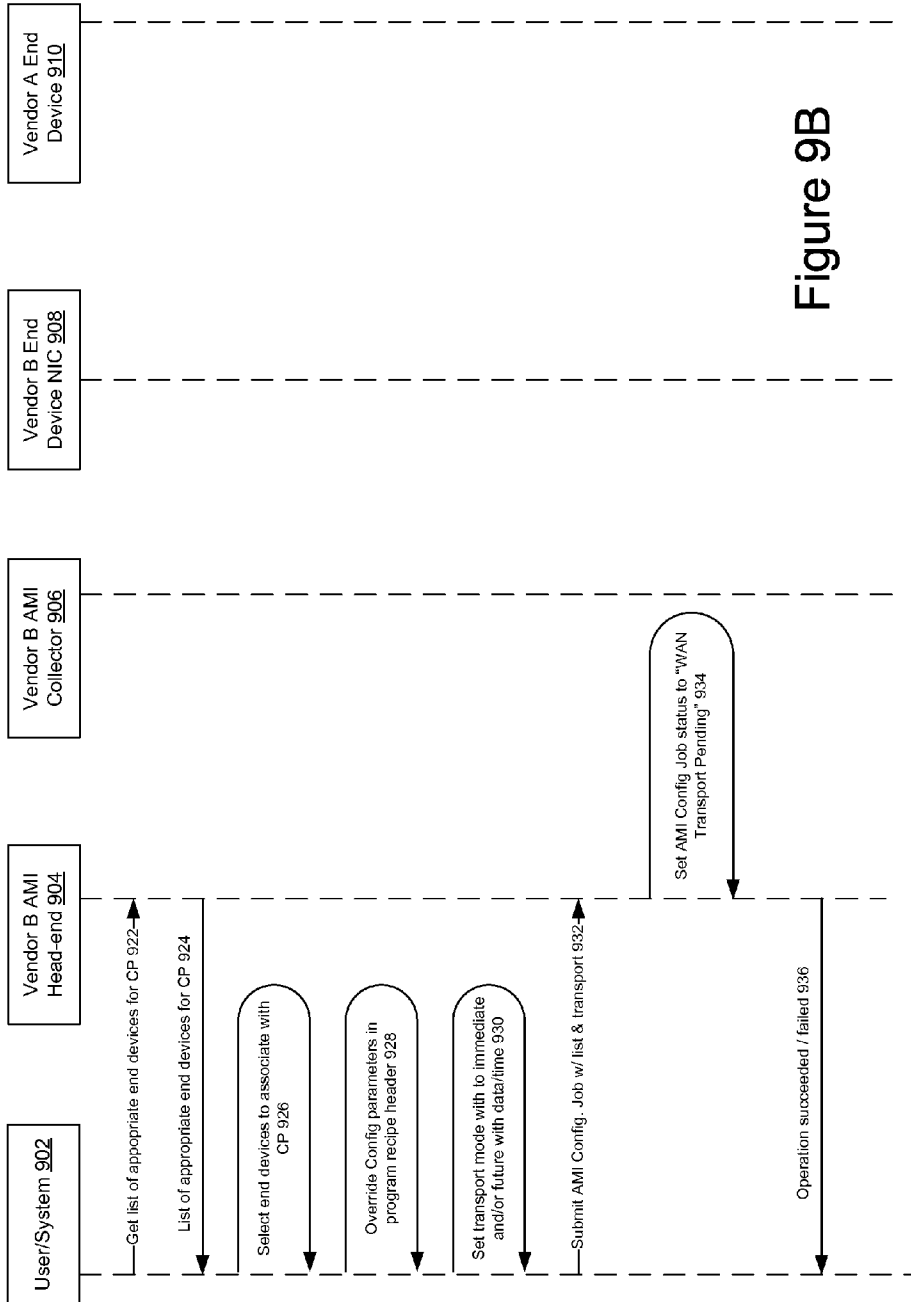 User/System 902
Vendor B AMI
Head-end 904
Vendor B AMI
Collector 906
Vendor B End
Device NIC 908
Vendor A End
Device 910
Get list of appopriate end devices for CP 922
List of appropriate end devices for CP 924
Select end devices to associate with
CP 926
Override Config parameters in
program recipe header 928
Set transport mode with to immediate
and/or future with data/time 930
Submit AMI Config. Job w/ list & transport 932
Set AMI Config Job status to “WAN
Transport Pending” 934
Operation succeeded / failed 936
Figure 9B